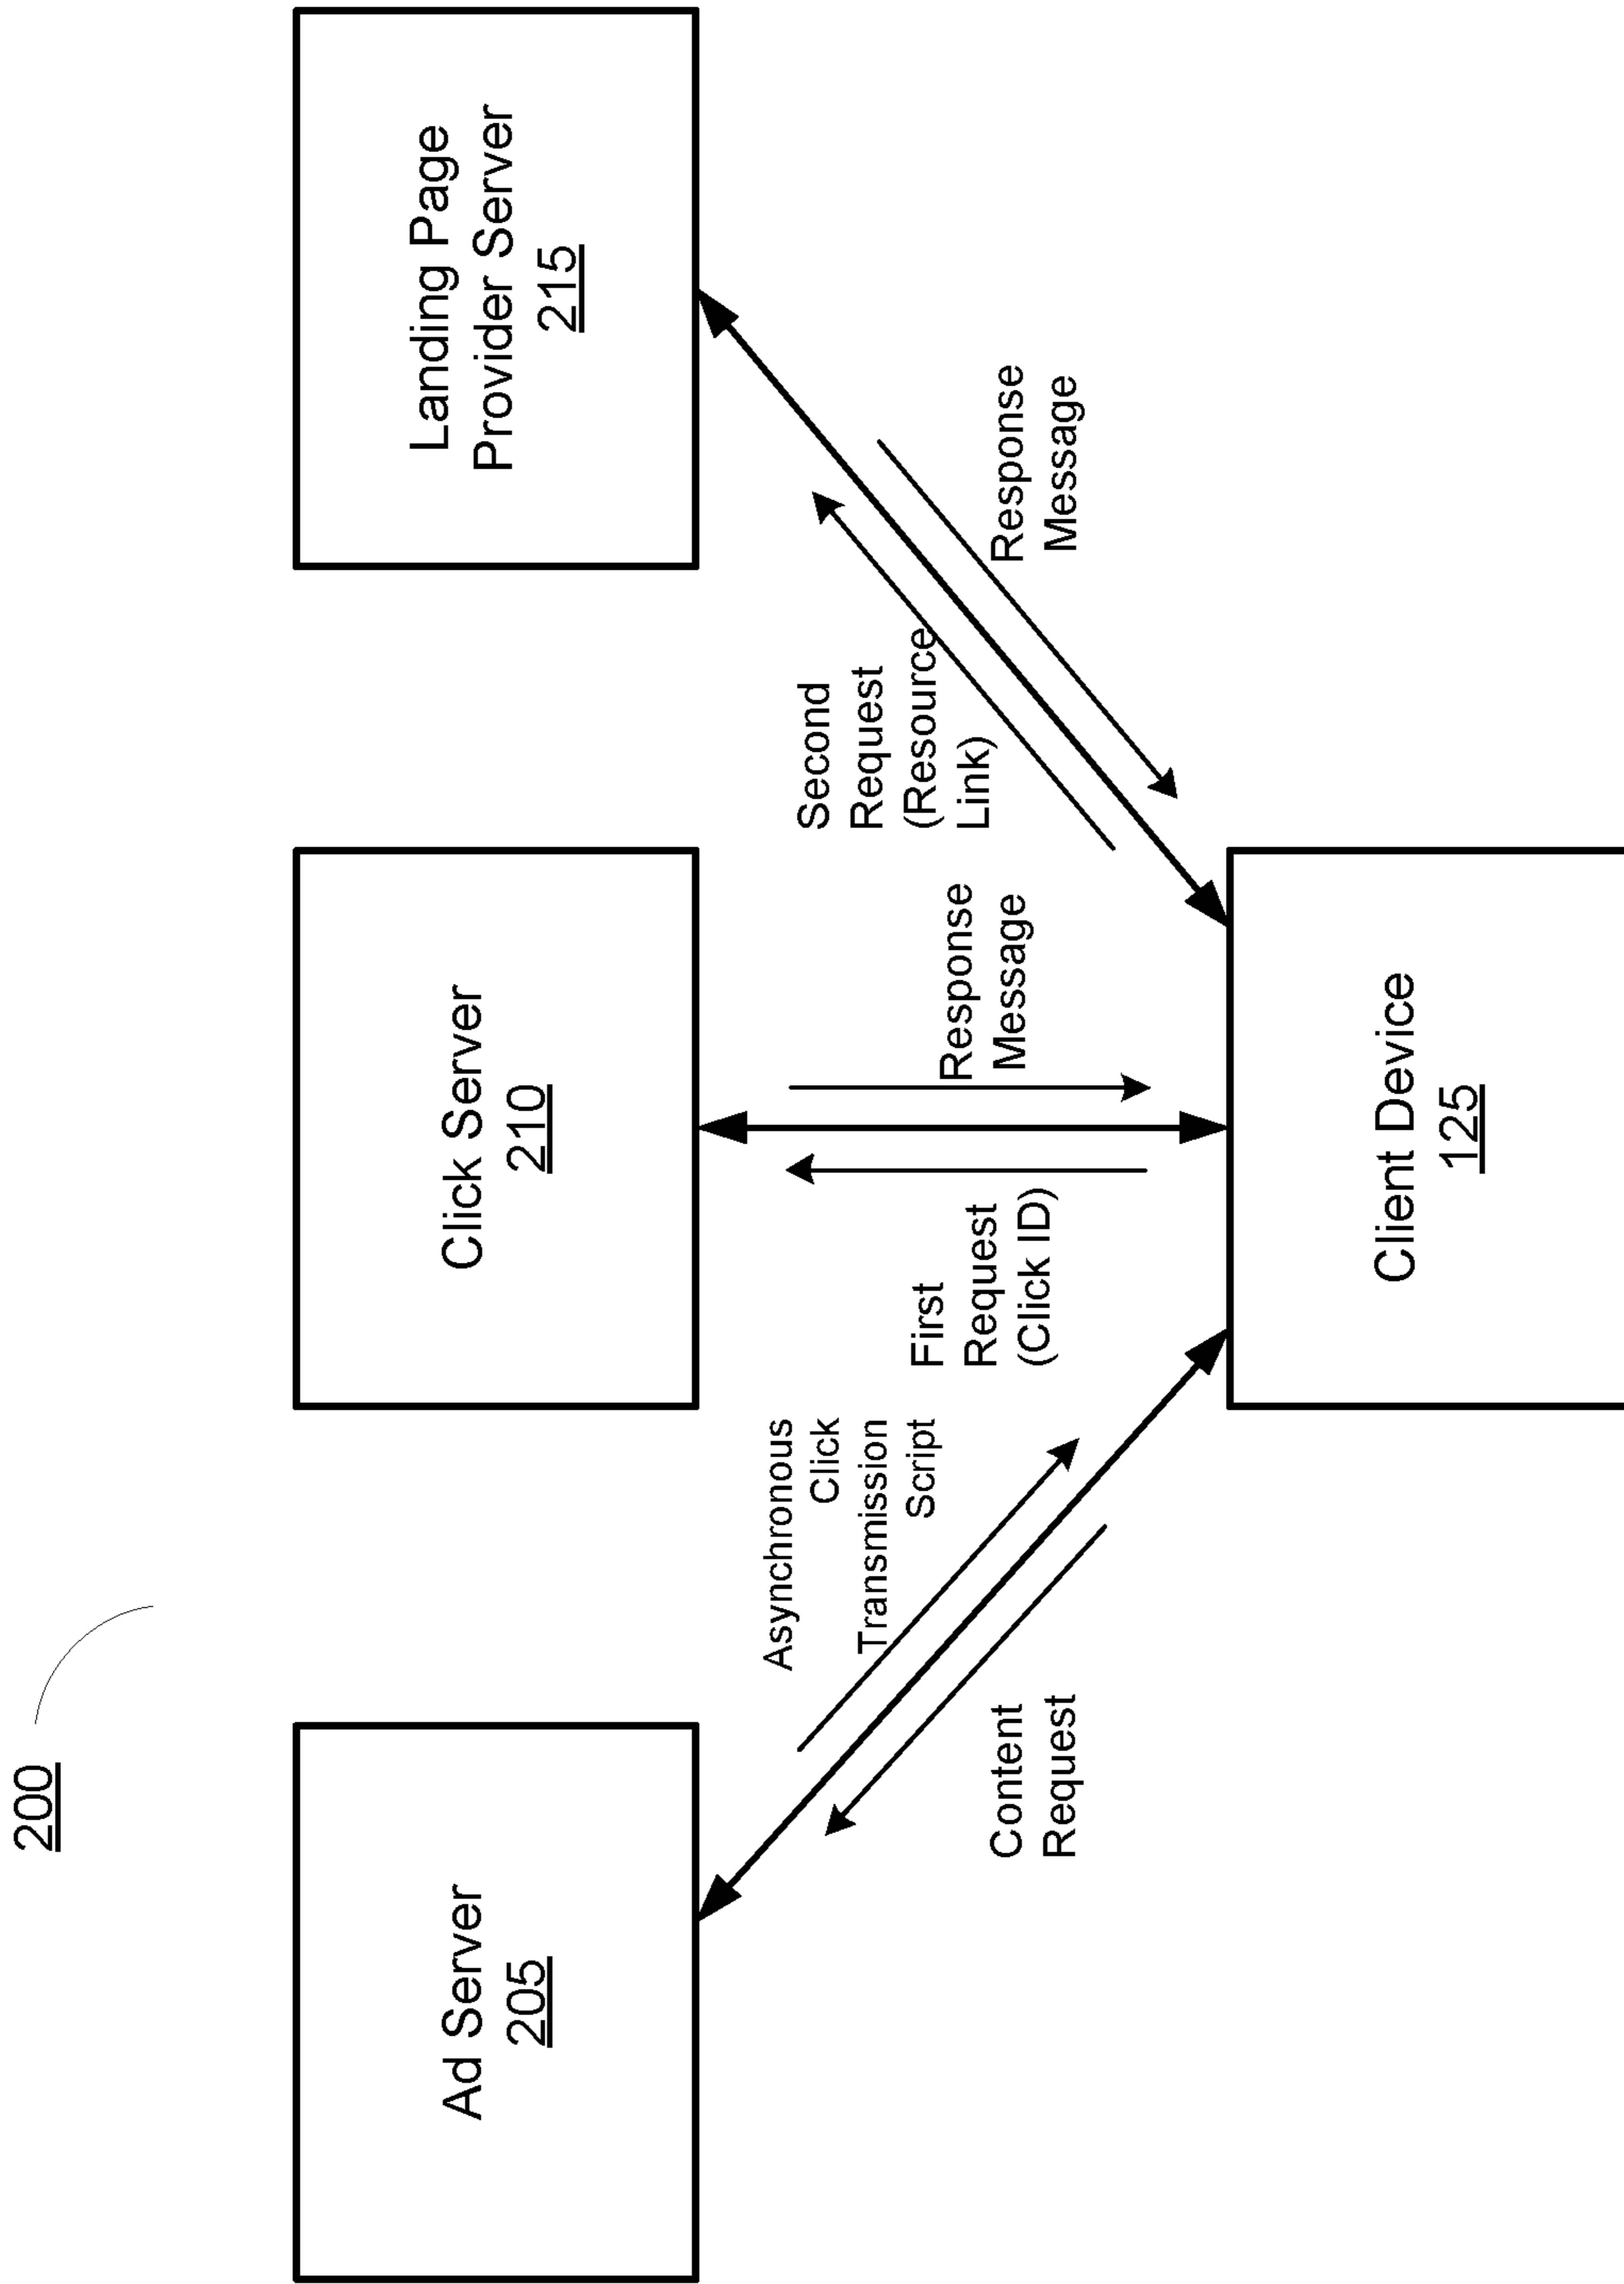 200
Ad Server
205
Click Server
210
Landing Page
Provider Server
215
Asynchronous
Click
Transmission
Script
Content
Request
First
Request
(Click ID)
Response
Message
Second
Request
(Resource
Link)
Response
Message
Client Device
125